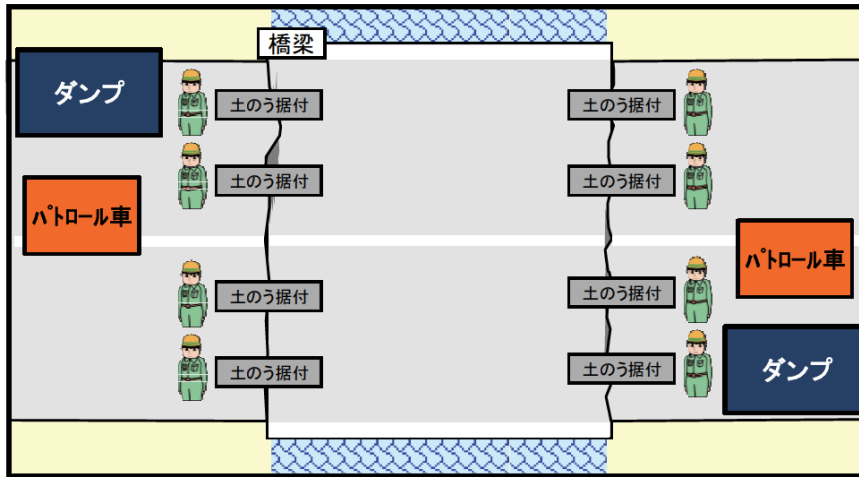 橋梁
ダンプ
土のう据付
土のう据付
土のう据付
土のう据付
ﾊﾟﾄﾛｰﾙ車
ﾊﾟﾄﾛｰﾙ車
土のう据付
土のう据付
土のう据付
土のう据付
ダンプ